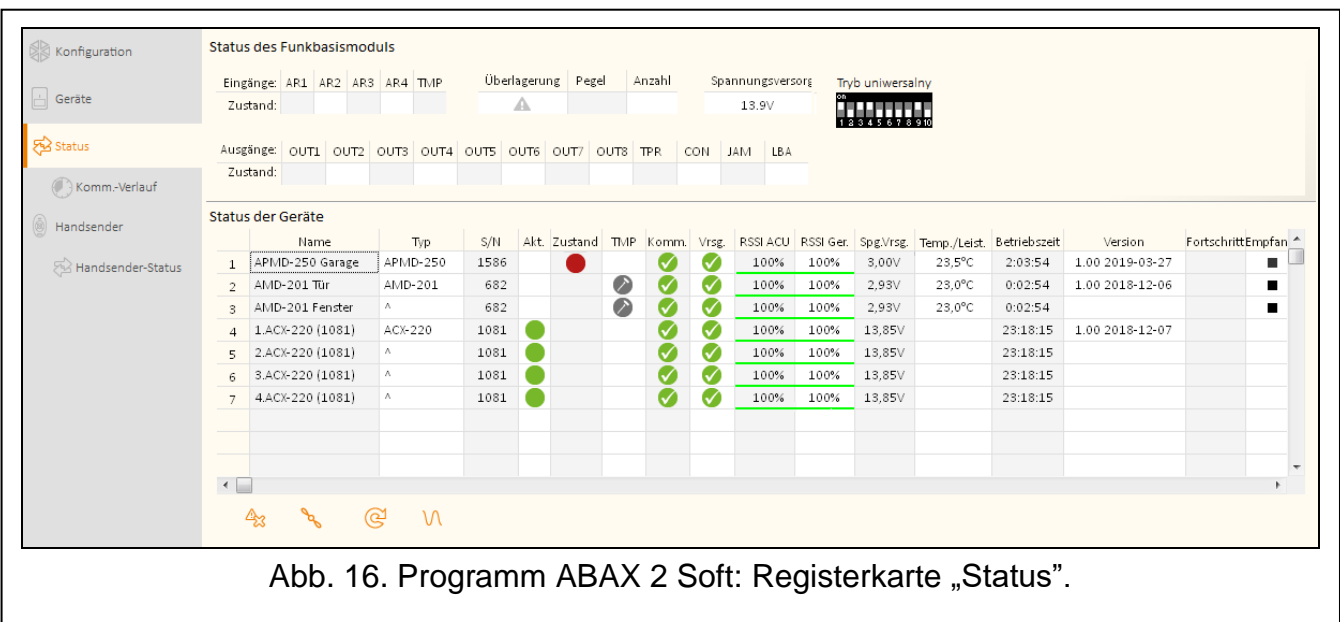 Konfiguration
Geräte
Status
Komm.-Verlauf
Handsender
Handsender-Status
Status des Funkbasismoduls
Eingänge: AR1 AR2 AR3 AR4 TMP Überlagerung Pegel Anzahl Spannungsversorg Tryb uniwersalny
Zustand: 13.9V
on
1 2 3 4 5 6 7 8 9 10
Ausgänge: OUT1 OUT2 OUT3 OUT4 OUT5 OUT6 OUT7 OUT8 TPR CON JAM LBA
Zustand:
Status der Geräte
Name Typ S/N Akt. Zustand TMP Komm. Vrsg. RSSI ACU RSSI Ger. Spg.Vrsg. Temp./Leist. Betriebszeit Version Fortschritt Empfan
1 APMD-250 Garage APMD-250 1586 100% 100% 3,00V 23,5°C 2:03:54 1.00 2019-03-27
2 AMD-201 Tür AMD-201 682 100% 100% 2,93V 23,0°C 0:02:54 1.00 2018-12-06
3 AMD-201 Fenster ^ 682 100% 100% 2,93V 23,0°C 0:02:54
4 1.ACX-220 (1081) ACX-220 1081 100% 100% 13,85V 23:18:15 1.00 2018-12-07
5 2.ACX-220 (1081) ^ 1081 100% 100% 13,85V 23:18:15
6 3.ACX-220 (1081) ^ 1081 100% 100% 13,85V 23:18:15
7 4.ACX-220 (1081) ^ 1081 100% 100% 13,85V 23:18:15
Abb. 16. Programm ABAX 2 Soft: Registerkarte „Status”.